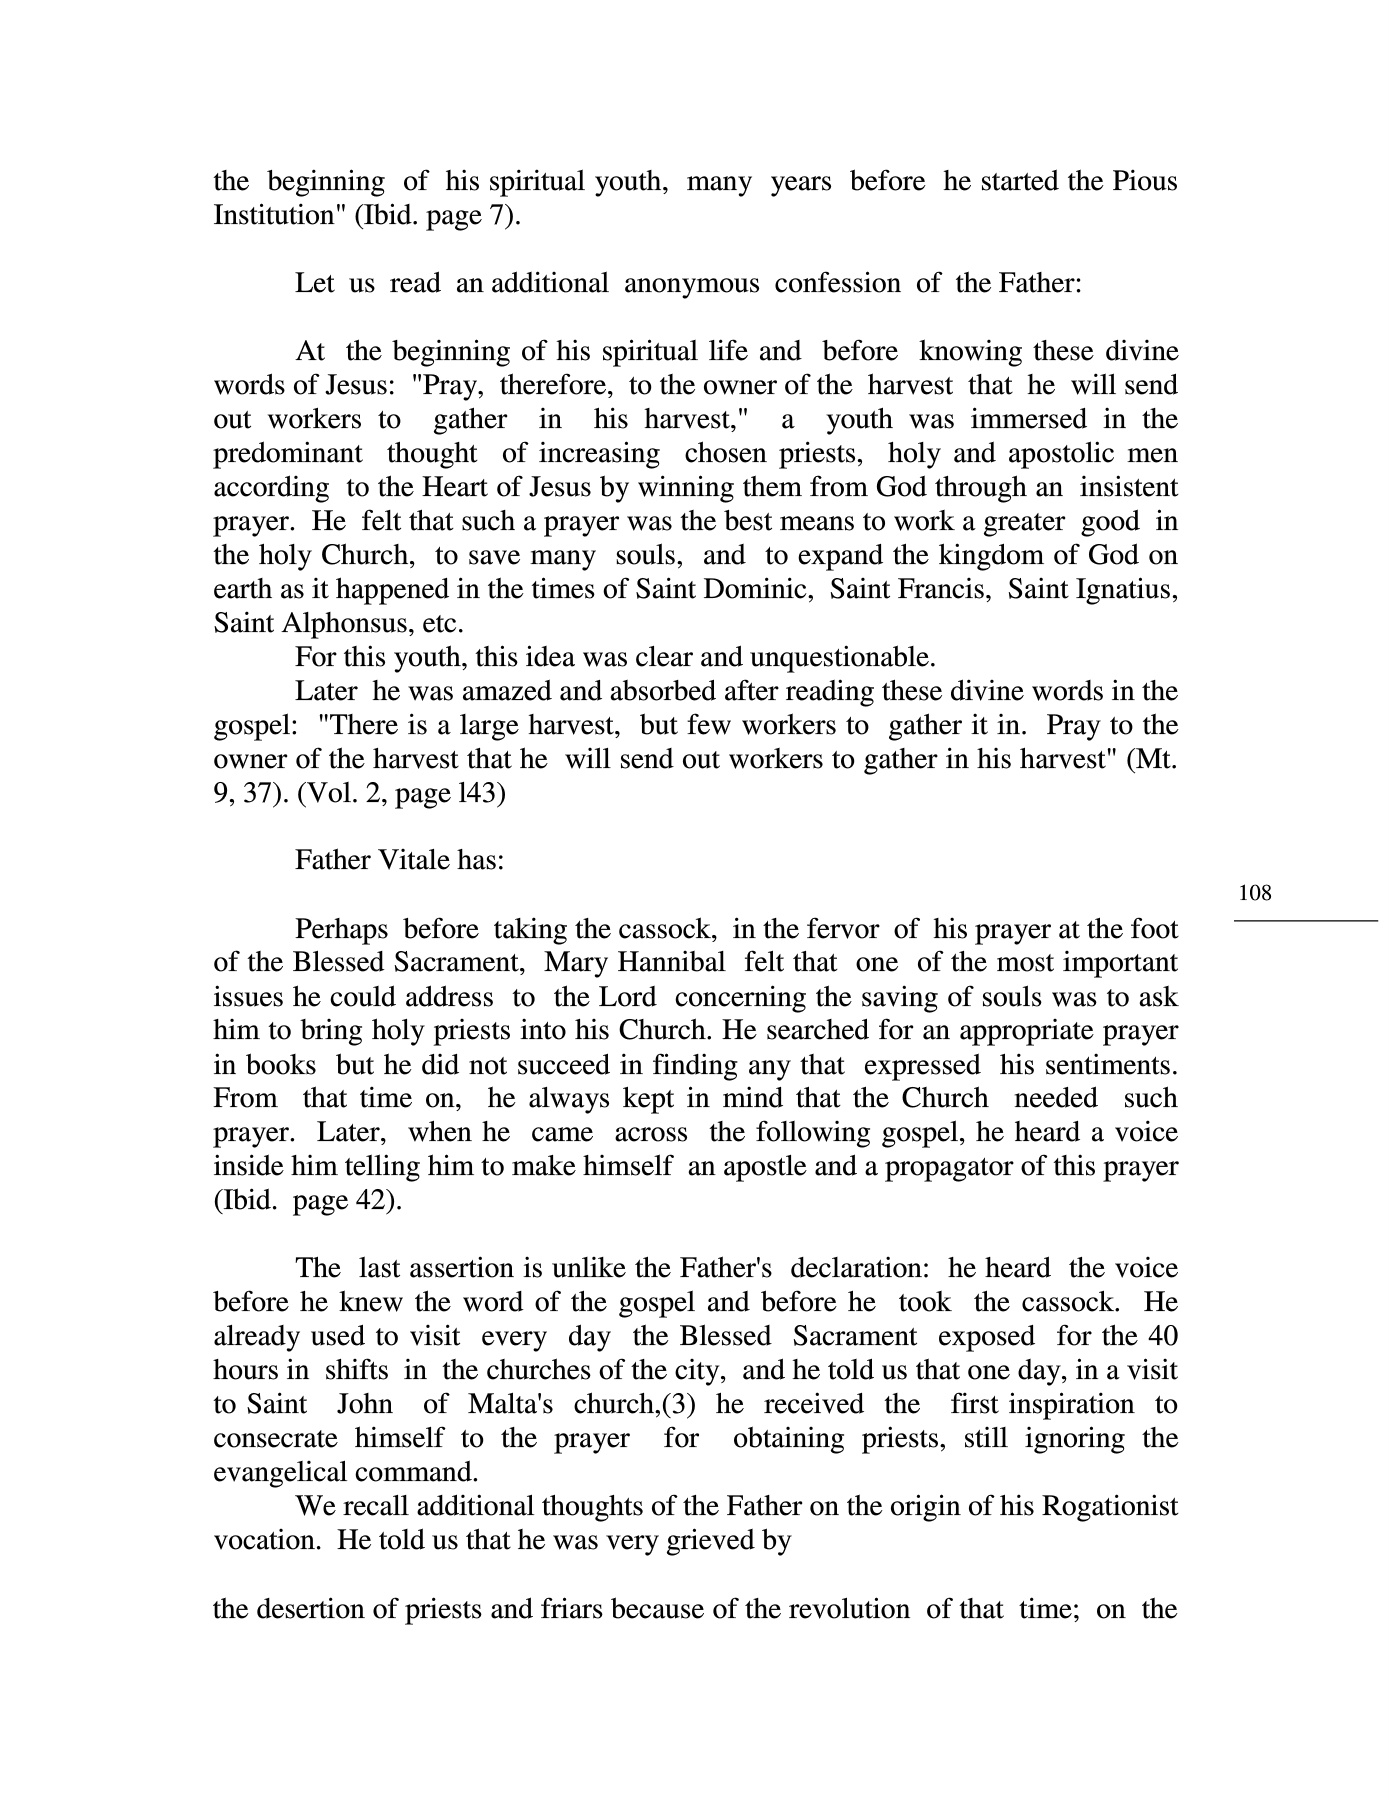 the beginning of his spiritual youth, many years before he started the Pious
Institution" (Ibid. page 7).
Let us read an additional anonymous confession of the Father:
At the beginning of his spiritual life and before knowing these divine
words of Jesus: "Pray, therefore, to the owner of the harvest that he will send
out workers to gather in his harvest," a youth was immersed in the
predominant thought of increasing chosen priests, holy and apostolic men
according to the Heart of Jesus by winning them from God through an insistent
prayer. He felt that such a prayer was the best means to work a greater good in
the holy Church, to save many souls, and to expand the kingdom of God on
earth as it happened in the times of Saint Dominic, Saint Francis, Saint Ignatius,
Saint Alphonsus, etc.
For this youth, this idea was clear and unquestionable.
Later he was amazed and absorbed after reading these divine words in the
gospel: "There is a large harvest, but few workers to gather it in. Pray to the
owner of the harvest that he will send out workers to gather in his harvest" (Mt.
9, 37). (Vol. 2, page l43)
Father Vitale has:
108
Perhaps before taking the cassock, in the fervor of his prayer at the foot
of the Blessed Sacrament, Mary Hannibal felt that one of the most important
issues he could address to the Lord concerning the saving of souls was to ask
him to bring holy priests into his Church. He searched for an appropriate prayer
in books but he did not succeed in finding any that expressed his sentiments.
From that time on, he always kept in mind that the Church needed such
prayer. Later, when he came across the following gospel, he heard a voice
inside him telling him to make himself an apostle and a propagator of this prayer
(Ibid. page 42).
The last assertion is unlike the Father's declaration: he heard the voice
before he knew the word of the gospel and before he took the cassock. He
already used to visit every day the Blessed Sacrament exposed for the 40
hours in shifts in the churches of the city, and he told us that one day, in a visit
to Saint John of Malta's church,(3) he received the first inspiration to
consecrate himself to the prayer for obtaining priests, still ignoring the
evangelical command.
We recall additional thoughts of the Father on the origin of his Rogationist
vocation. He told us that he was very grieved by
the desertion of priests and friars because of the revolution of that time; on the